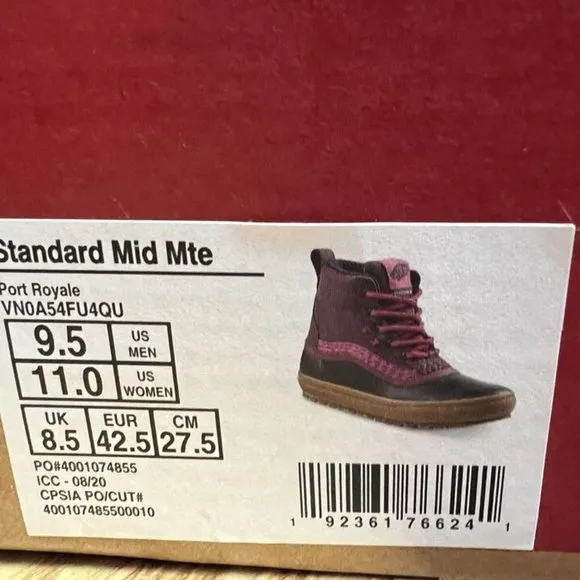 Standard Mid Mte
Port Royale
VN0A54FU4QU
9.5 US MEN
11.0 US WOMEN
UK EUR CM
8.5 42.5 27.5
PO#4001074855
ICC - 08/20
CPSIA PO/CUT#
400107485500010
1 92361 76624 1